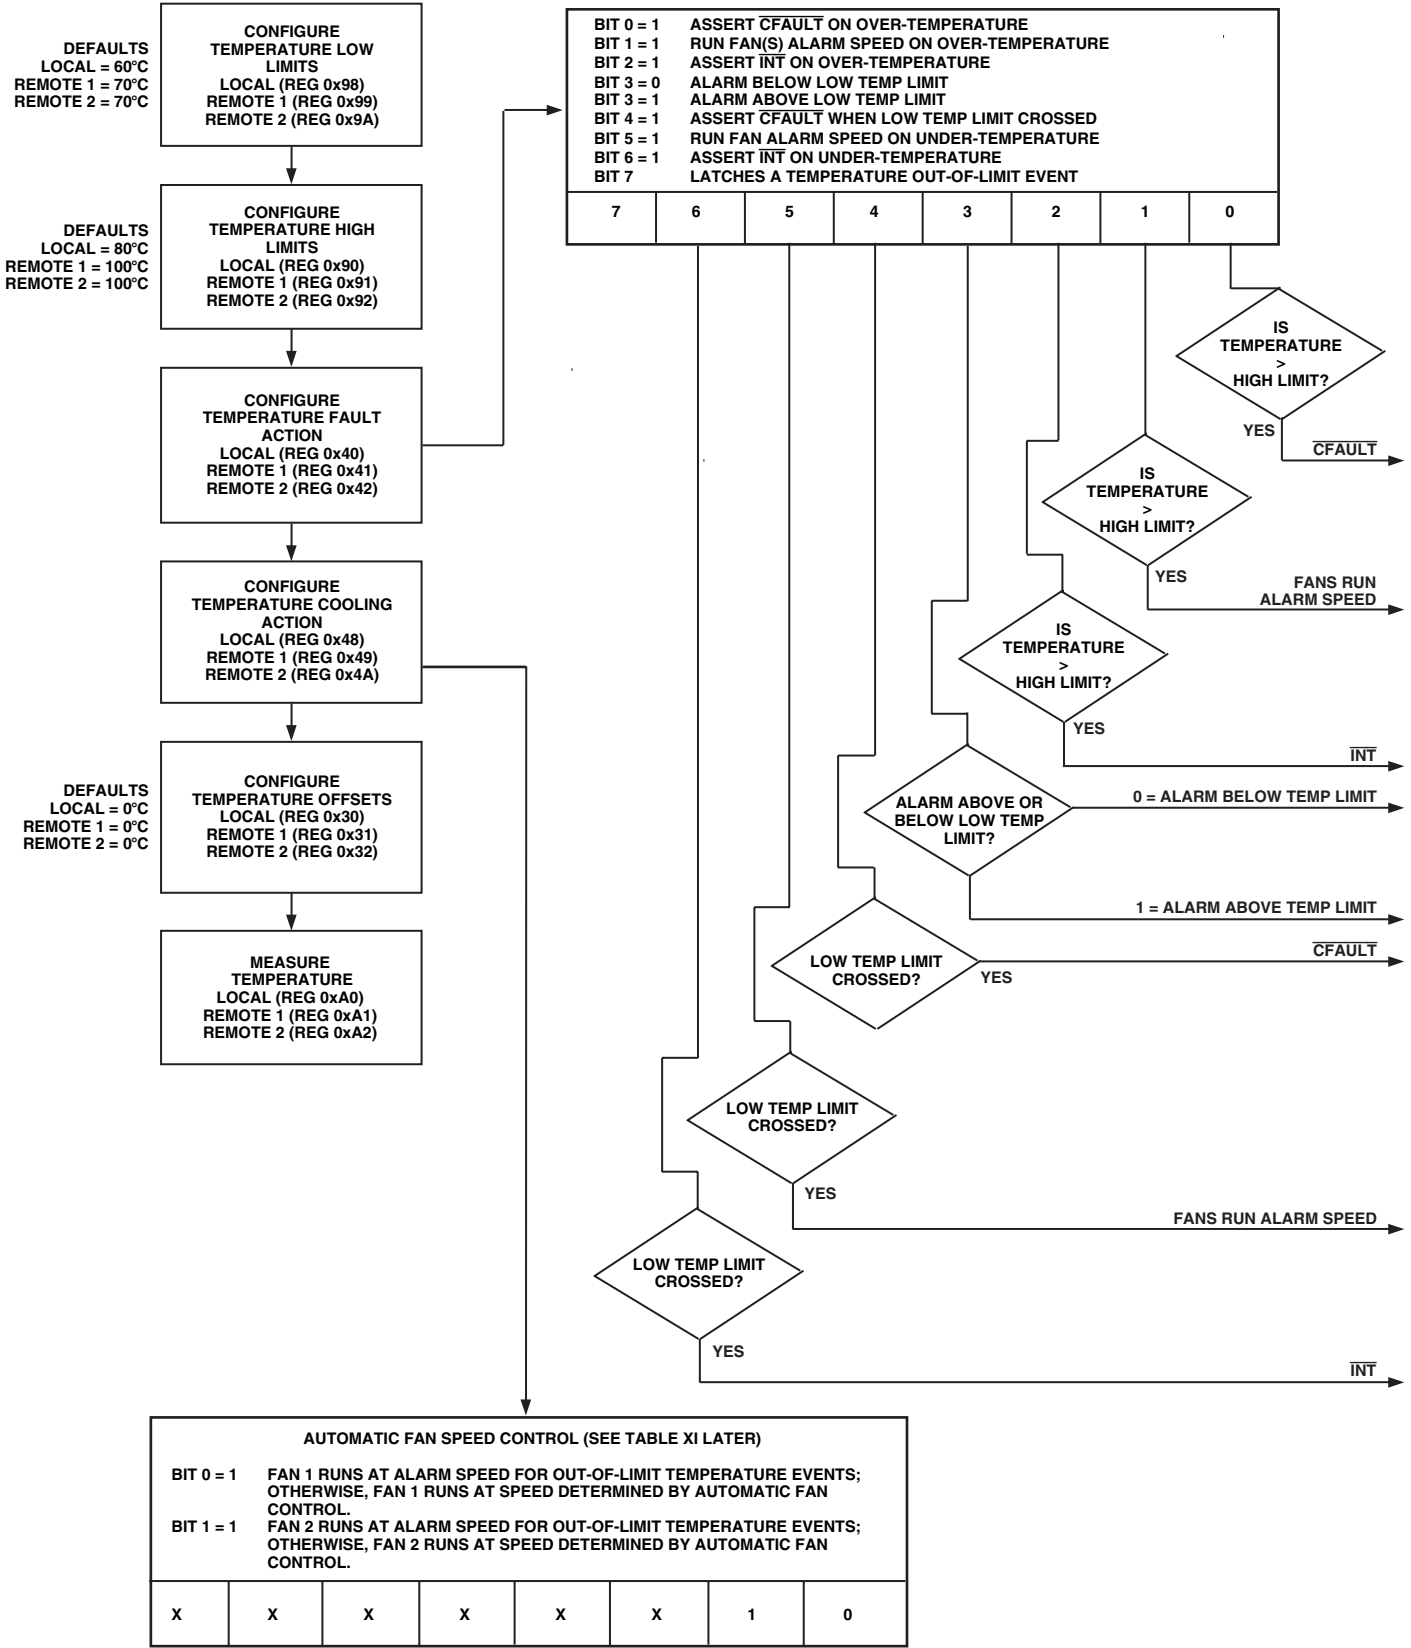 DEFAULTS
LOCAL = 60°C
REMOTE 1 = 70°C
REMOTE 2 = 70°C
CONFIGURE
TEMPERATURE LOW
LIMITS
LOCAL (REG 0x98)
REMOTE 1 (REG 0x99)
REMOTE 2 (REG 0x9A)
DEFAULTS
LOCAL = 80°C
REMOTE 1 = 100°C
REMOTE 2 = 100°C
CONFIGURE
TEMPERATURE HIGH
LIMITS
LOCAL (REG 0x90)
REMOTE 1 (REG 0x91)
REMOTE 2 (REG 0x92)
CONFIGURE
TEMPERATURE FAULT
ACTION
LOCAL (REG 0x40)
REMOTE 1 (REG 0x41)
REMOTE 2 (REG 0x42)
CONFIGURE
TEMPERATURE COOLING
ACTION
LOCAL (REG 0x48)
REMOTE 1 (REG 0x49)
REMOTE 2 (REG 0x4A)
DEFAULTS
LOCAL = 0°C
REMOTE 1 = 0°C
REMOTE 2 = 0°C
CONFIGURE
TEMPERATURE OFFSETS
LOCAL (REG 0x30)
REMOTE 1 (REG 0x31)
REMOTE 2 (REG 0x32)
MEASURE
TEMPERATURE
LOCAL (REG 0xA0)
REMOTE 1 (REG 0xA1)
REMOTE 2 (REG 0xA2)
BIT 0 = 1 ASSERT CFAULT ON OVER-TEMPERATURE
BIT 1 = 1 RUN FAN(S) ALARM SPEED ON OVER-TEMPERATURE
BIT 2 = 1 ASSERT INT ON OVER-TEMPERATURE
BIT 3 = 0 ALARM BELOW LOW TEMP LIMIT
BIT 3 = 1 ALARM ABOVE LOW TEMP LIMIT
BIT 4 = 1 ASSERT CFAULT WHEN LOW TEMP LIMIT CROSSED
BIT 5 = 1 RUN FAN ALARM SPEED ON UNDER-TEMPERATURE
BIT 6 = 1 ASSERT INT ON UNDER-TEMPERATURE
BIT 7 LATCHES A TEMPERATURE OUT-OF-LIMIT EVENT
7 6 5 4 3 2 1 0
IS
TEMPERATURE
>
HIGH LIMIT?
YES
CFAULT
IS
TEMPERATURE
>
HIGH LIMIT?
YES
FANS RUN
ALARM SPEED
IS
TEMPERATURE
>
HIGH LIMIT?
YES
INT
ALARM ABOVE OR
BELOW LOW TEMP
LIMIT?
0 = ALARM BELOW TEMP LIMIT
1 = ALARM ABOVE TEMP LIMIT
LOW TEMP LIMIT
CROSSED?
YES
CFAULT
LOW TEMP LIMIT
CROSSED?
YES
FANS RUN ALARM SPEED
LOW TEMP LIMIT
CROSSED?
YES
INT
AUTOMATIC FAN SPEED CONTROL (SEE TABLE XI LATER)
BIT 0 = 1 FAN 1 RUNS AT ALARM SPEED FOR OUT-OF-LIMIT TEMPERATURE EVENTS;
OTHERWISE, FAN 1 RUNS AT SPEED DETERMINED BY AUTOMATIC FAN
CONTROL.
BIT 1 = 1 FAN 2 RUNS AT ALARM SPEED FOR OUT-OF-LIMIT TEMPERATURE EVENTS;
OTHERWISE, FAN 2 RUNS AT SPEED DETERMINED BY AUTOMATIC FAN
CONTROL.
X X X X X X 1 0